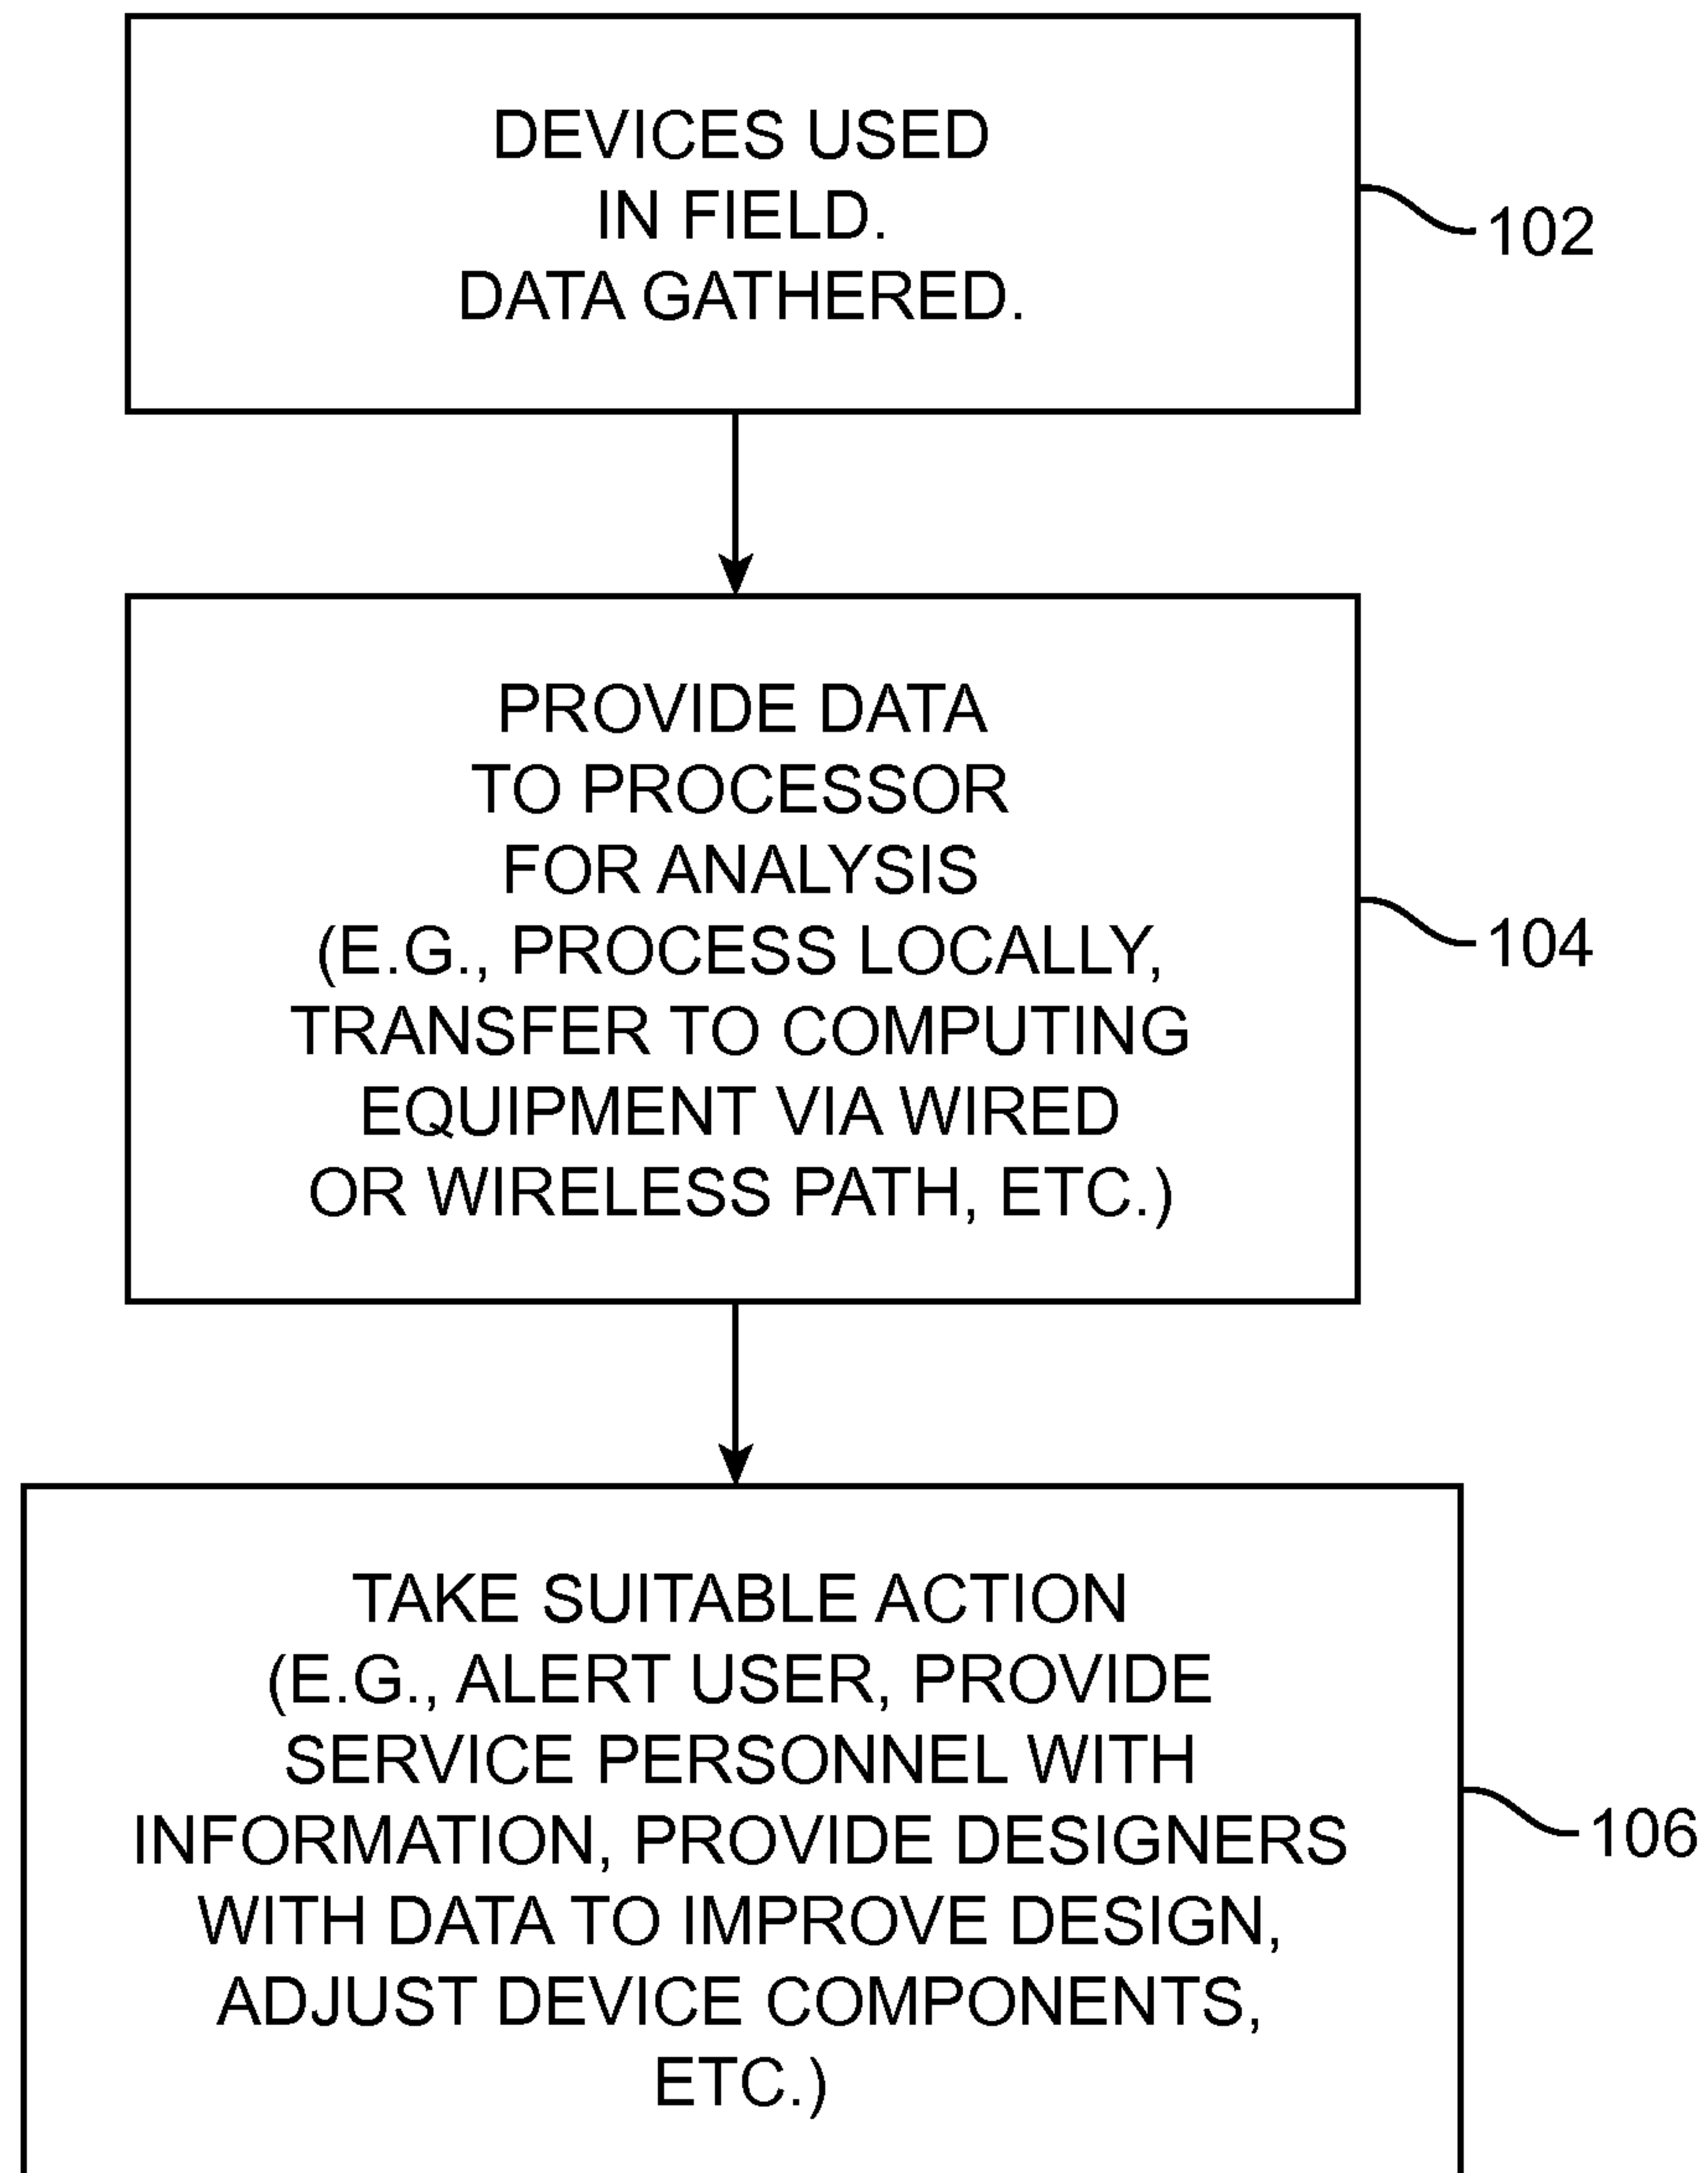 DEVICES USED
IN FIELD.
DATA GATHERED.
102
PROVIDE DATA
TO PROCESSOR
FOR ANALYSIS
(E.G., PROCESS LOCALLY,
TRANSFER TO COMPUTING
EQUIPMENT VIA WIRED
OR WIRELESS PATH, ETC.)
104
TAKE SUITABLE ACTION
(E.G., ALERT USER, PROVIDE
SERVICE PERSONNEL WITH
INFORMATION, PROVIDE DESIGNERS
WITH DATA TO IMPROVE DESIGN,
ADJUST DEVICE COMPONENTS,
ETC.)
106